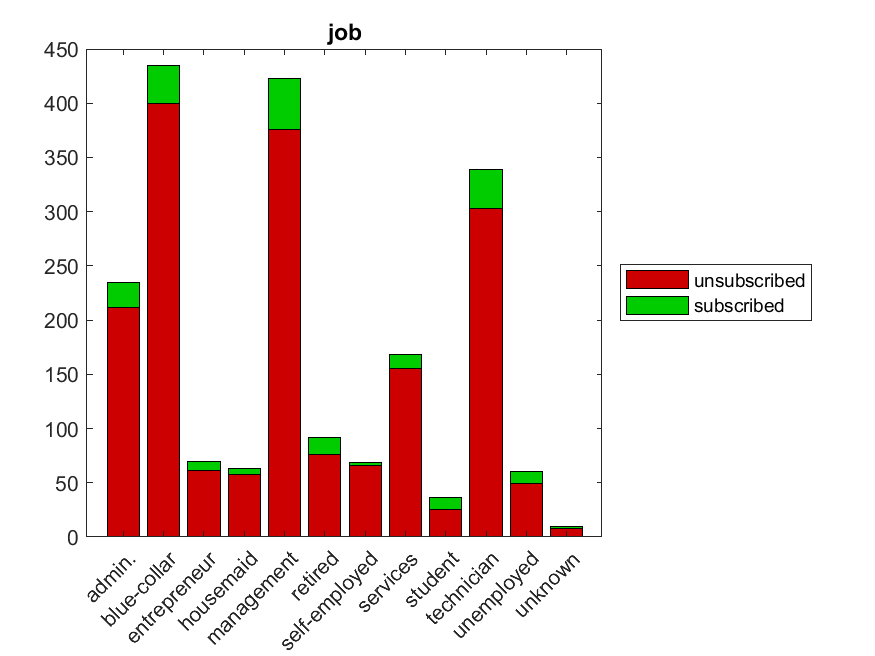 job
450
400
350
300
250
200
150
100
50
0
admin.
blue-collar
entrepreneur
housemaid
management
retired
self-employed
services
student
technician
unemployed
unknown
unsubscribed
subscribed